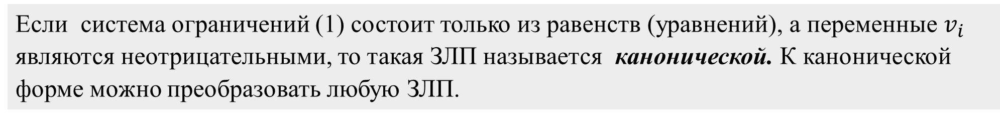 Если система ограничений (1) состоит только из равенств (уравнений), а переменные 𝑣ᵢ
являются неотрицательными, то такая ЗЛП называется канонической. К канонической
форме можно преобразовать любую ЗЛП.